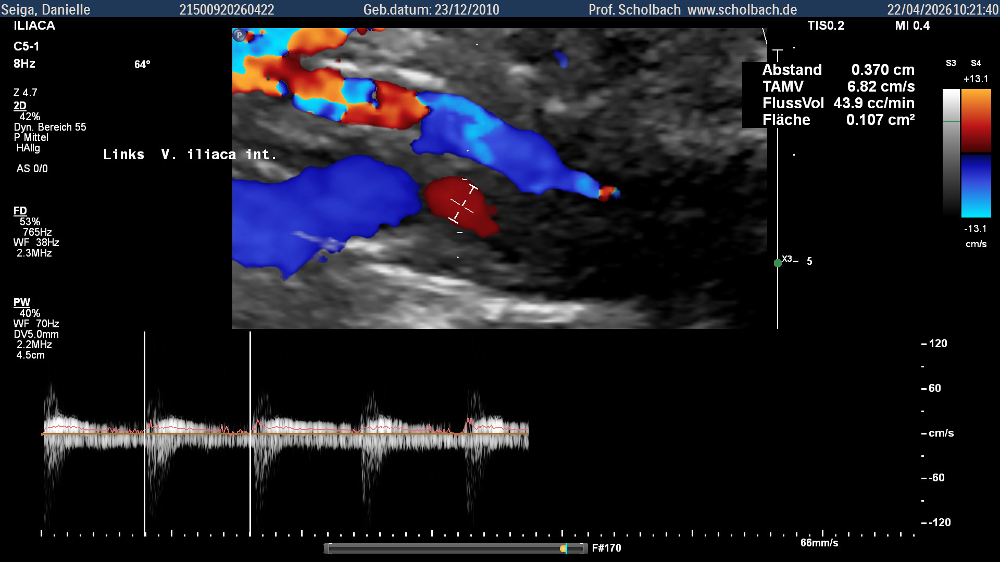 Seiga, Danielle 21500920260422 Geb.datum: 23/12/2010 Prof. Scholbach www.scholbach.de 22/04/2026 10:21:40
ILIACA TIS0.2 MI 0.4
C5-1
8Hz 64°
Z 4.7
2D
42%
Dyn. Bereich 55
P Mittel
HAllg
AS 0/0
P
Links V. iliaca int.
Abstand 0.370 cm
TAMV 6.82 cm/s
FlussVol 43.9 cc/min
Fläche 0.107 cm²
S3 S4
+13.1
-13.1
cm/s
FD
53%
765Hz
WF 38Hz
2.3MHz
X3 5
PW
40%
WF 70Hz
DV5.0mm
2.2MHz
4.5cm
120
60
cm/s
-60
-120
66mm/s
F#170